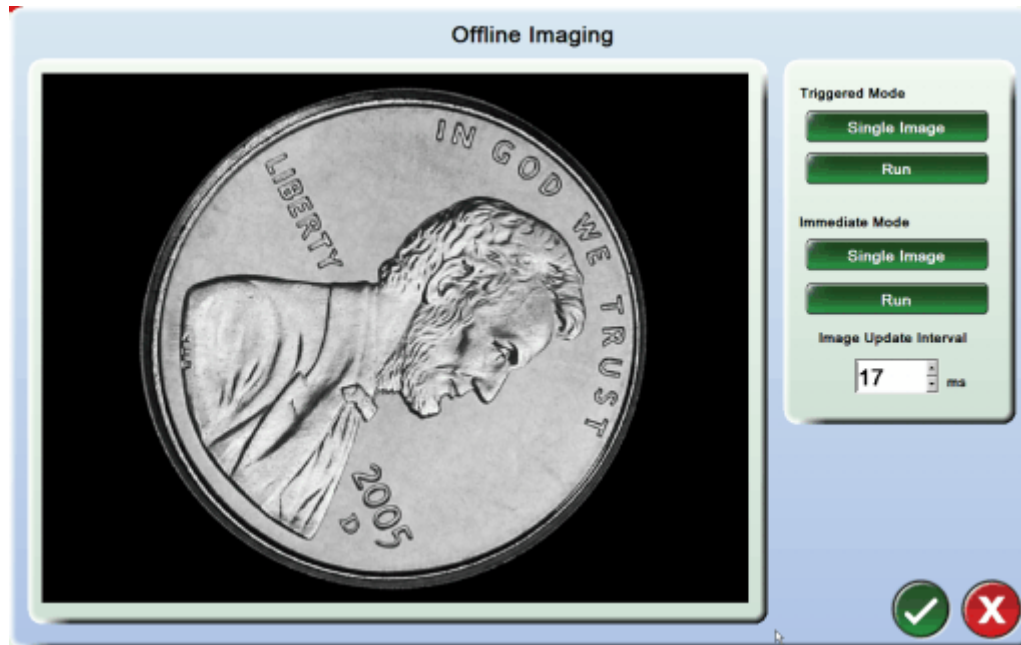 Offline Imaging
IN GOD WE TRUST
LIBERTY
2005
D
Triggered Mode
Single Image
Run
Immediate Mode
Single Image
Run
Image Update Interval
17 ms